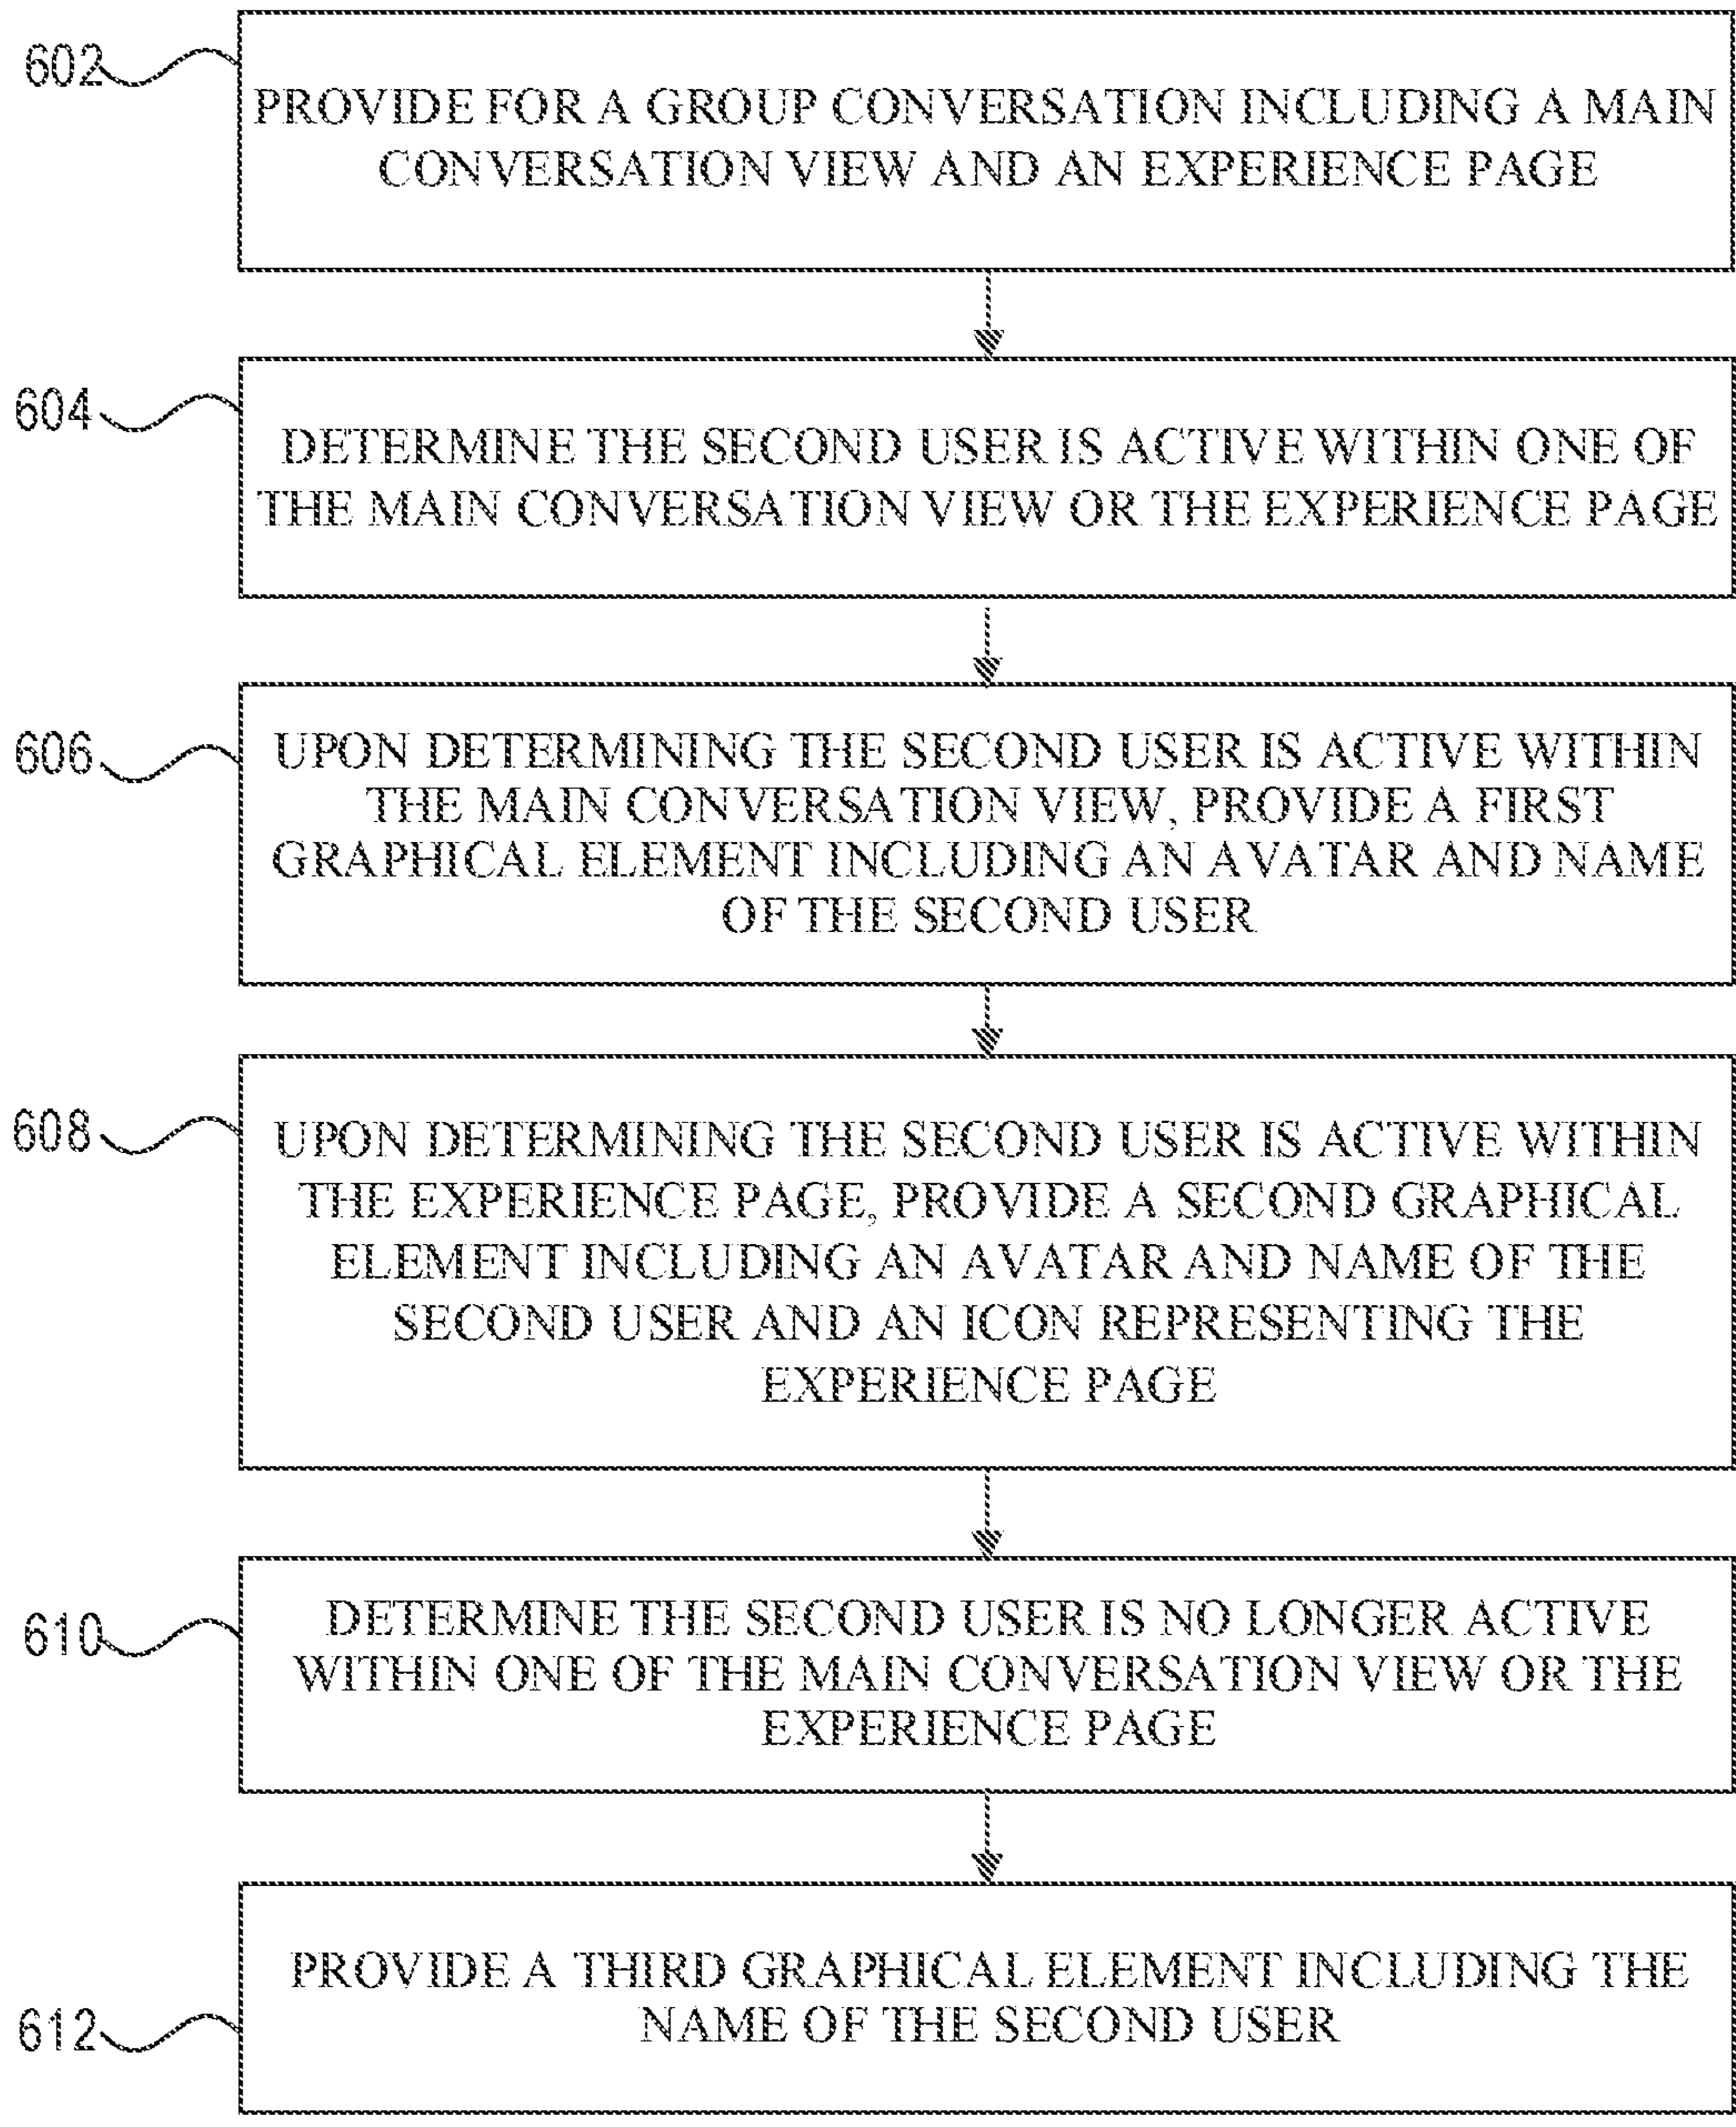 602
PROVIDE FOR A GROUP CONVERSATION INCLUDING A MAIN
CONVERSATION VIEW AND AN EXPERIENCE PAGE
604
DETERMINE THE SECOND USER IS ACTIVE WITHIN ONE OF
THE MAIN CONVERSATION VIEW OR THE EXPERIENCE PAGE
606
UPON DETERMINING THE SECOND USER IS ACTIVE WITHIN
THE MAIN CONVERSATION VIEW, PROVIDE A FIRST
GRAPHICAL ELEMENT INCLUDING AN AVATAR AND NAME
OF THE SECOND USER
608
UPON DETERMINING THE SECOND USER IS ACTIVE WITHIN
THE EXPERIENCE PAGE, PROVIDE A SECOND GRAPHICAL
ELEMENT INCLUDING AN AVATAR AND NAME OF THE
SECOND USER AND AN ICON REPRESENTING THE
EXPERIENCE PAGE
610
DETERMINE THE SECOND USER IS NO LONGER ACTIVE
WITHIN ONE OF THE MAIN CONVERSATION VIEW OR THE
EXPERIENCE PAGE
612
PROVIDE A THIRD GRAPHICAL ELEMENT INCLUDING THE
NAME OF THE SECOND USER